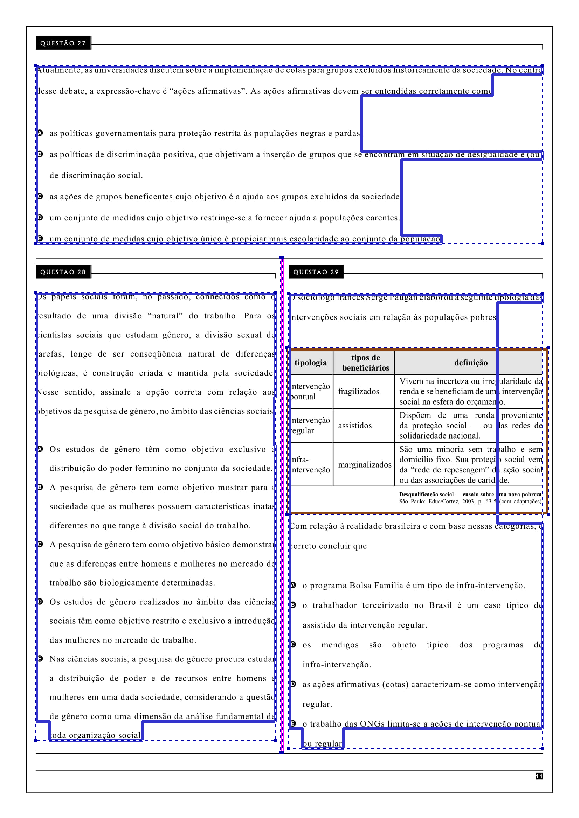 QUESTÃO 27
Atualmente, as universidades discutem sobre a implementação de cotas para grupos excluídos historicamente da sociedade. No centro
desse debate, a expressão-chave é “ações afirmativas”. As ações afirmativas devem ser entendidas corretamente como
as políticas governamentais para proteção restrita às populações negras e pardas.
as políticas de discriminação positiva, que objetivam a inserção de grupos que se encontram em situação de desigualdade e (ou)
de discriminação social.
as ações de grupos beneficentes cujo objetivo é o ajuda aos grupos excluídos da sociedade.
um conjunto de medidas cujo objetivo restringe-se a fornecer ajuda a populações carentes.
um conjunto de medidas cujo objetivo único é propiciar mais escolaridade ao conjunto da população.
QUESTÃO 28
Os papéis sociais foram, no passado, conhecidos como o
resultado de uma divisão “natural” do trabalho. Para os
cientistas sociais que estudam gênero, a divisão sexual de
tarefas, longe de ser conseqüência natural de diferenças
biológicas, é construção criada e mantida pela sociedade.
Nesse sentido, assinale a opção correta com relação aos
objetivos da pesquisa de gênero, no âmbito das ciências sociais.
Os estudos de gênero têm como objetivo exclusivo a
distribuição do poder feminino no conjunto da sociedade.
A pesquisa de gênero tem como objetivo mostrar para a
sociedade que as mulheres possuem características inatas
diferentes no que tange à divisão social do trabalho.
A pesquisa de gênero tem como objetivo básico demonstrar
que as diferenças entre homens e mulheres no mercado de
trabalho são biologicamente determinadas.
Os estudos de gênero realizados no âmbito das ciências
sociais têm como objetivo restrito e exclusivo a introdução
das mulheres no mercado de trabalho.
Nas ciências sociais, a pesquisa de gênero procura estudar
a distribuição de poder e de recursos entre homens e
mulheres em uma dada sociedade, considerando a questão
de gênero como uma dimensão da análise fundamental de
toda organização social.
QUESTÃO 29
O sociólogo francês Serge Paugan elaborou a seguinte tipologia das
intervenções sociais em relação às populações pobres.
tipologia tipos de beneficiários definição
intervenção pontual fragilizados Vivem na incerteza ou irregularidade da
renda e se beneficiam de uma intervenção
social na esfera do orçamento.
intervenção regular assistidos Dispõem de uma renda proveniente
da proteção social ou das redes de
solidariedade nacional.
infra-intervenção marginalizados São uma minoria sem trabalho e sem
domicílio fixo. Sua proteção social vem
da “rede de repescagem” da ação social
ou das associações de caridade.
Desqualificação social – ensaio sobre uma nova pobreza.
São Paulo: Educ/Cortez, 2003, p. 63 (com adaptações).
Com relação à realidade brasileira e com base nessas categorias, é
correto concluir que
o programa Bolsa Família é um tipo de infra-intervenção.
o trabalhador terceirizado no Brasil é um caso típico de
assistido da intervenção regular.
os mendigos são objeto típico dos programas de
infra-intervenção.
as ações afirmativas (cotas) caracterizam-se como intervenção
regular.
o trabalho das ONGs limita-se a ações de intervenção pontual
ou regular.